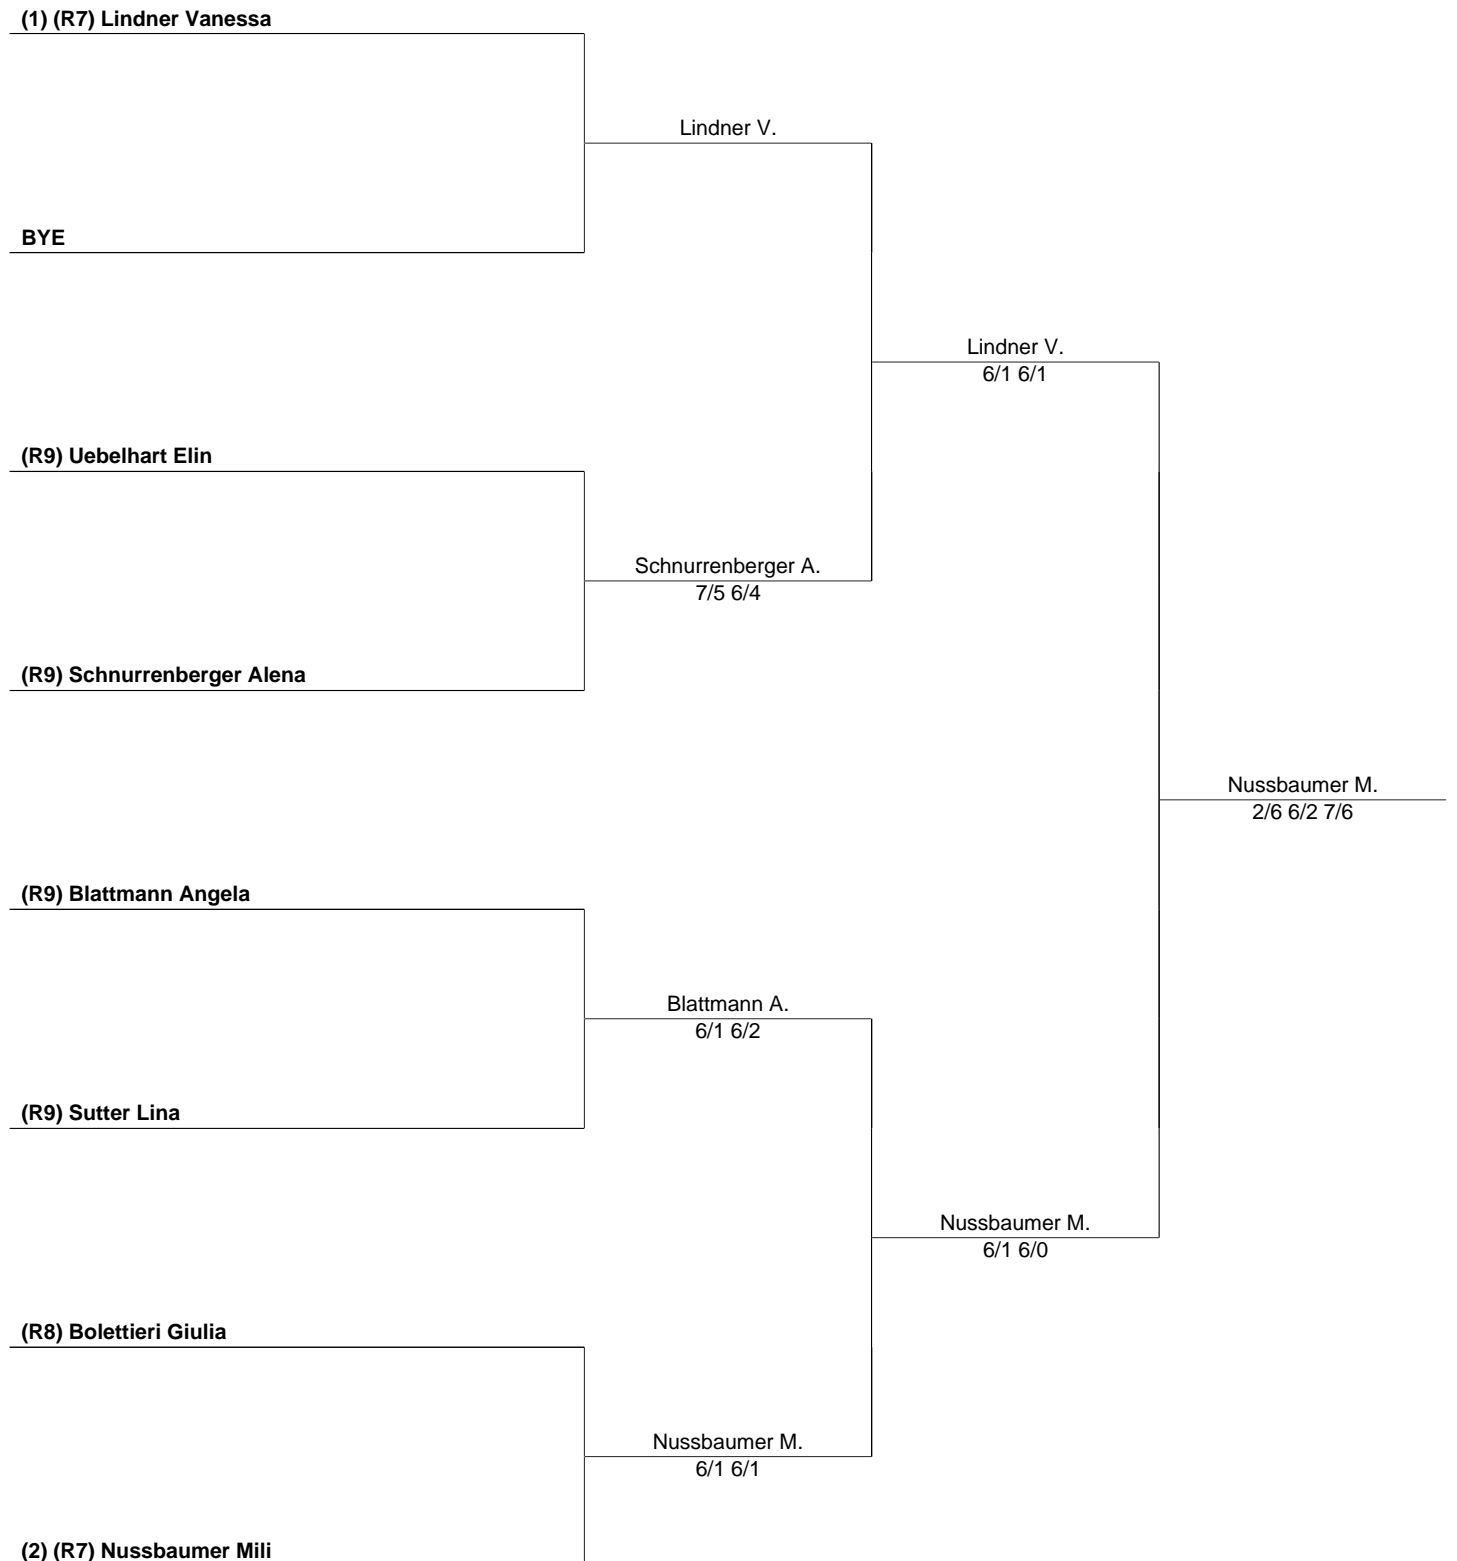 (1) (R7) Lindner Vanessa
Lindner V.
BYE
Lindner V.
6/1 6/1
(R9) Uebelhart Elin
Schnurrenberger A.
7/5 6/4
(R9) Schnurrenberger Alena
Nussbaumer M.
2/6 6/2 7/6
(R9) Blattmann Angela
Blattmann A.
6/1 6/2
(R9) Sutter Lina
Nussbaumer M.
6/1 6/0
(R8) Bolettieri Giulia
Nussbaumer M.
6/1 6/1
(2) (R7) Nussbaumer Mili